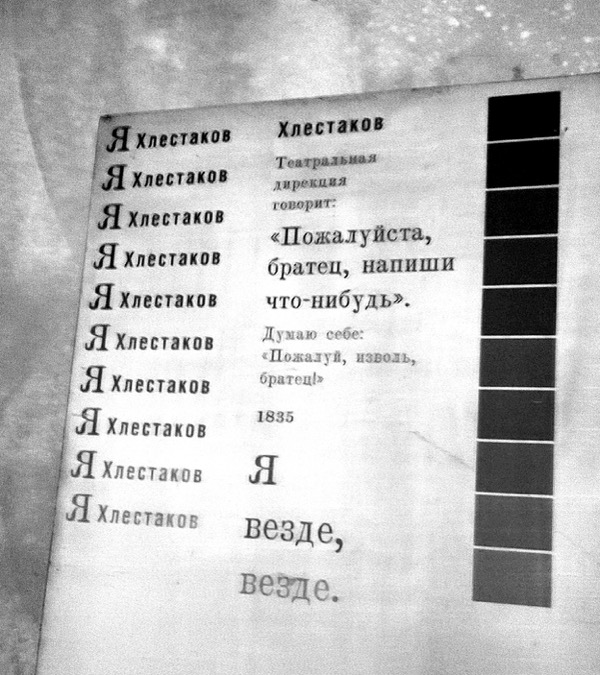 Я Хлестаков
Я Хлестаков
Я Хлестаков
Я Хлестаков
Я Хлестаков
Я Хлестаков
Я Хлестаков
Я Хлестаков
Я Хлестаков
Я Хлестаков
Хлестаков
Театральная
дирекция
говорит:
«Пожалуйста,
братец, напиши
что-нибудь».
Думаю себе:
«Пожалуй, изволь,
братец!»
1835
Я
везде,
везде.